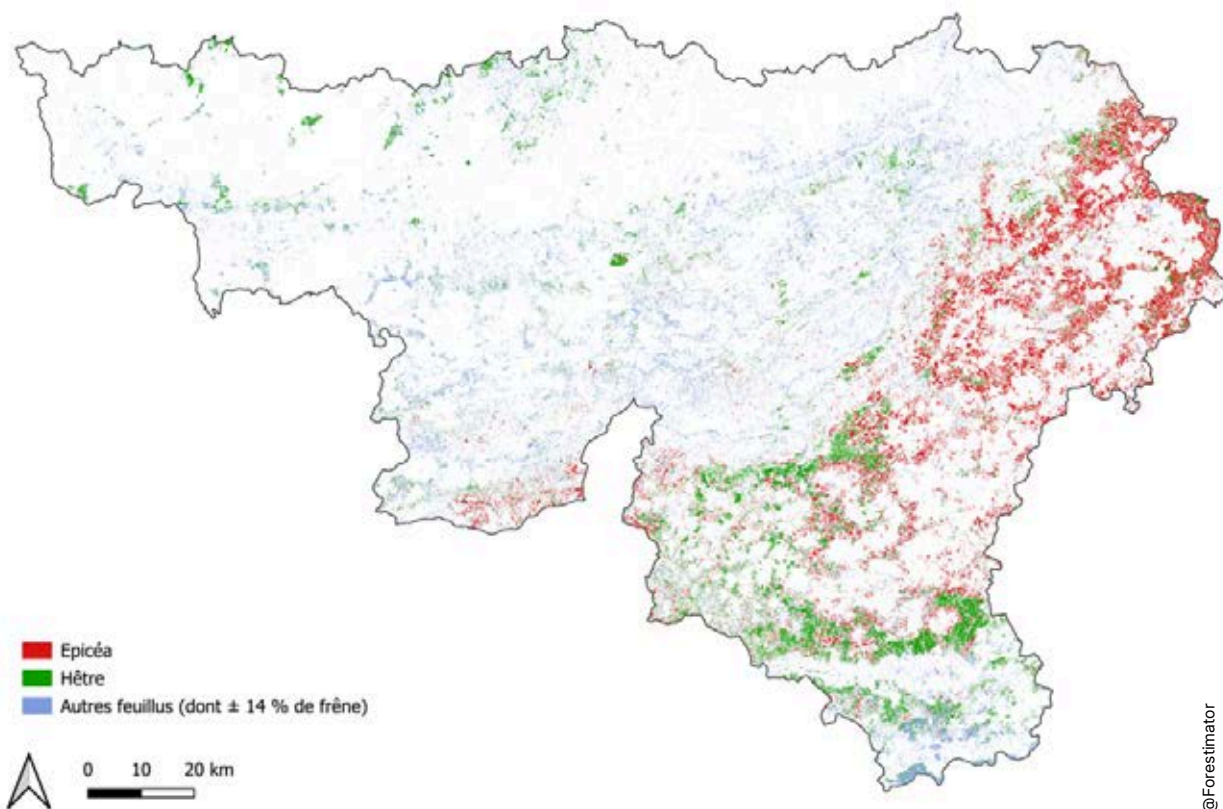 Epicéa
Hêtre
Autres feuillus (dont ± 14 % de frêne)
0 10 20 km
@Forestimator